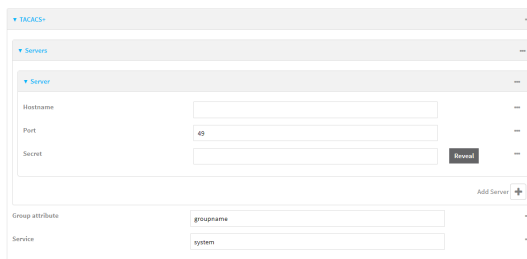 TACACS+
Servers
Server
Hostname
Port 49
Secret Reveal
Add Server
Group attribute groupname
Service system